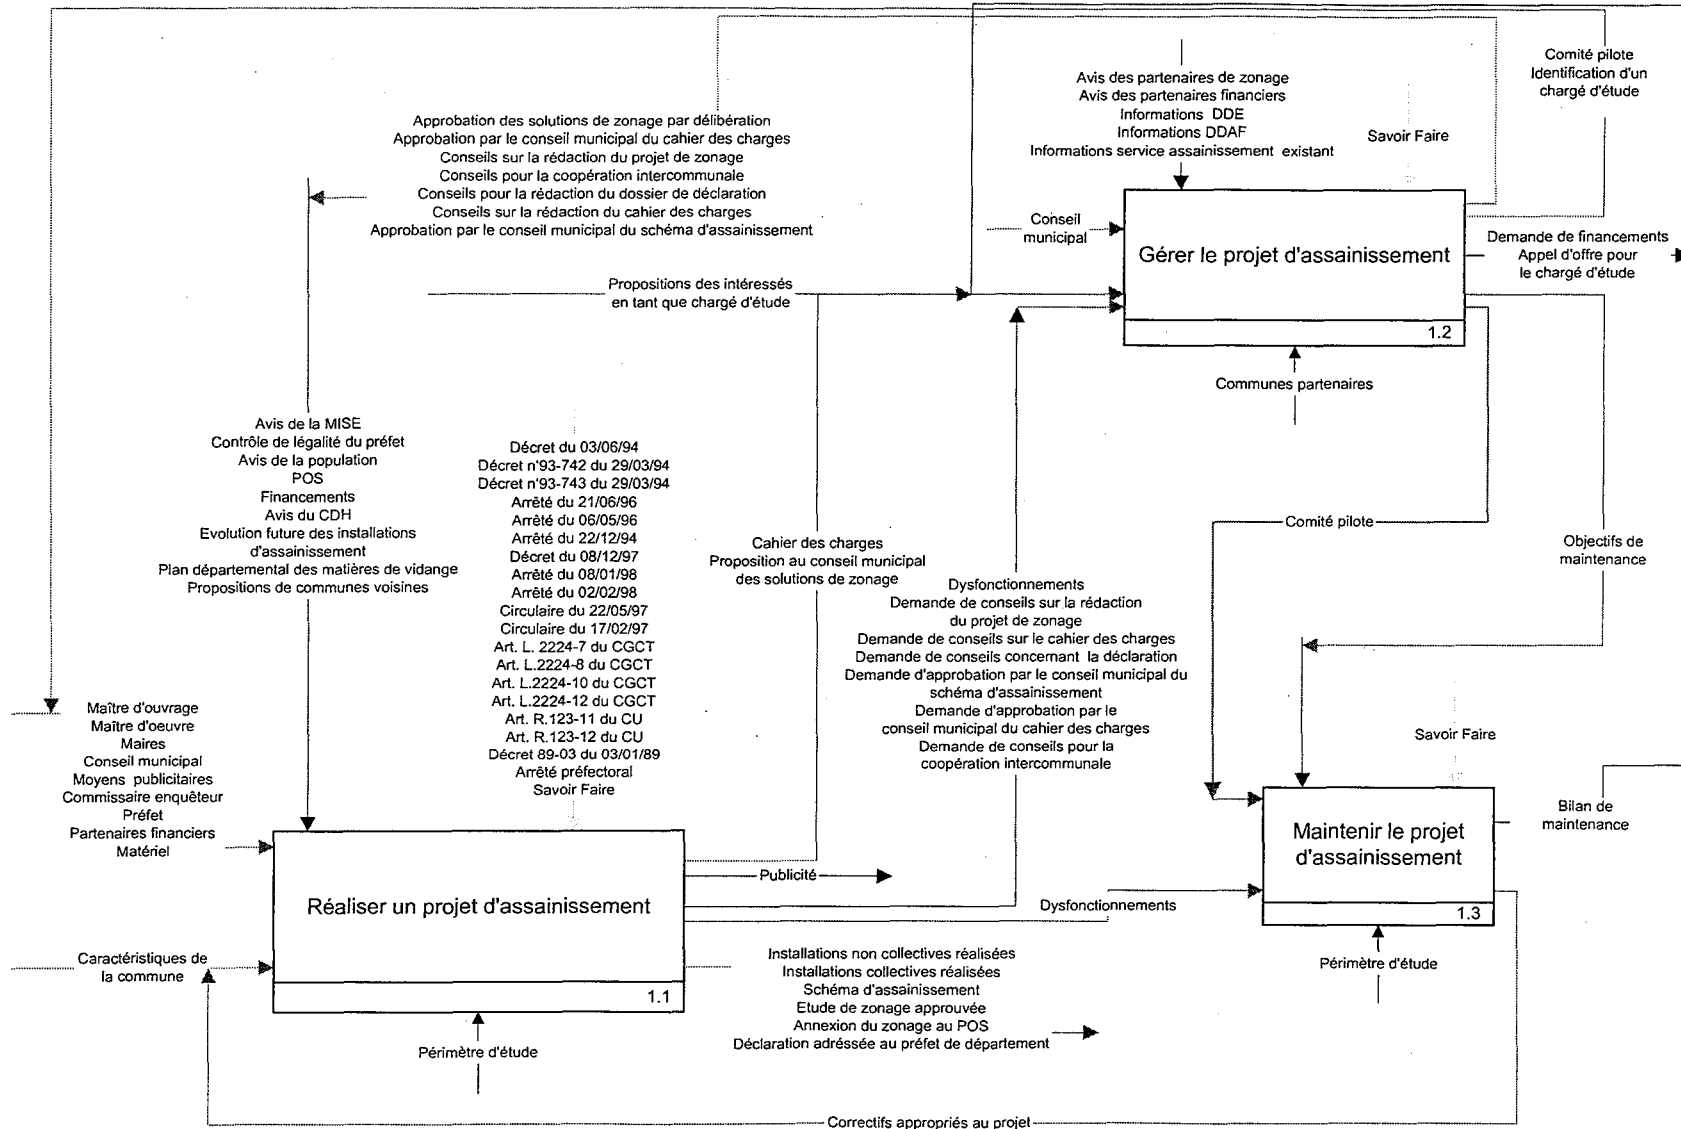 Comité pilote
Identification d'un
chargé d'étude
Avis des partenaires de zonage
Avis des partenaires financiers
Informations DDE
Informations DDAF
Informations service assainissement existant
Savoir Faire
Approbation des solutions de zonage par délibération
Approbation par le conseil municipal du cahier des charges
Conseils sur la rédaction du projet de zonage
Conseils pour la coopération intercommunale
Conseils pour la rédaction du dossier de déclaration
Conseils sur la rédaction du cahier des charges
Approbation par le conseil municipal du schéma d'assainissement
Conseil
municipal
Gérer le projet d'assainissement
1.2
Demande de financements
Appel d'offre pour
le chargé d'étude
Propositions des intéressés
en tant que chargé d'étude
Communes partenaires
Avis de la MISE
Contrôle de légalité du préfet
Avis de la population
POS
Financements
Avis du CDH
Evolution future des installations
d'assainissement
Plan départemental des matières de vidange
Propositions de communes voisines
Décret du 03/06/94
Décret n'93-742 du 29/03/94
Décret n'93-743 du 29/03/94
Arrêté du 21/06/96
Arrêté du 06/05/96
Arrêté du 22/12/94
Décret du 08/12/97
Arrêté du 08/01/98
Arrêté du 02/02/98
Circulaire du 22/05/97
Circulaire du 17/02/97
Art. L. 2224-7 du CGCT
Art. L.2224-8 du CGCT
Art. L.2224-10 du CGCT
Art. L.2224-12 du CGCT
Art. R.123-11 du CU
Art. R.123-12 du CU
Décret 89-03 du 03/01/89
Arrêté préfectoral
Savoir Faire
Cahier des charges
Proposition au conseil municipal
des solutions de zonage
Comité pilote
Objectifs de
maintenance
Dysfonctionnements
Demande de conseils sur la rédaction
du projet de zonage
Demande de conseils sur le cahier des charges
Demande de conseils concernant la déclaration
Demande d'approbation par le conseil municipal du
schéma d'assainissement
Demande d'approbation par le
conseil municipal du cahier des charges
Demande de conseils pour la
coopération intercommunale
Maître d'ouvrage
Maître d'oeuvre
Maires
Conseil municipal
Moyens publicitaires
Commissaire enquêteur
Préfet
Partenaires financiers
Matériel
Savoir Faire
Maintenir le projet
d'assainissement
1.3
Bilan de
maintenance
Publicité
Réaliser un projet d'assainissement
1.1
Dysfonctionnements
Caractéristiques de
la commune
Installations non collectives réalisées
Installations collectives réalisées
Schéma d'assainissement
Etude de zonage approuvée
Annexion du zonage au POS
Déclaration adréssée au préfet de département
Périmètre d'étude
Périmètre d'étude
Correctifs appropriés au projet